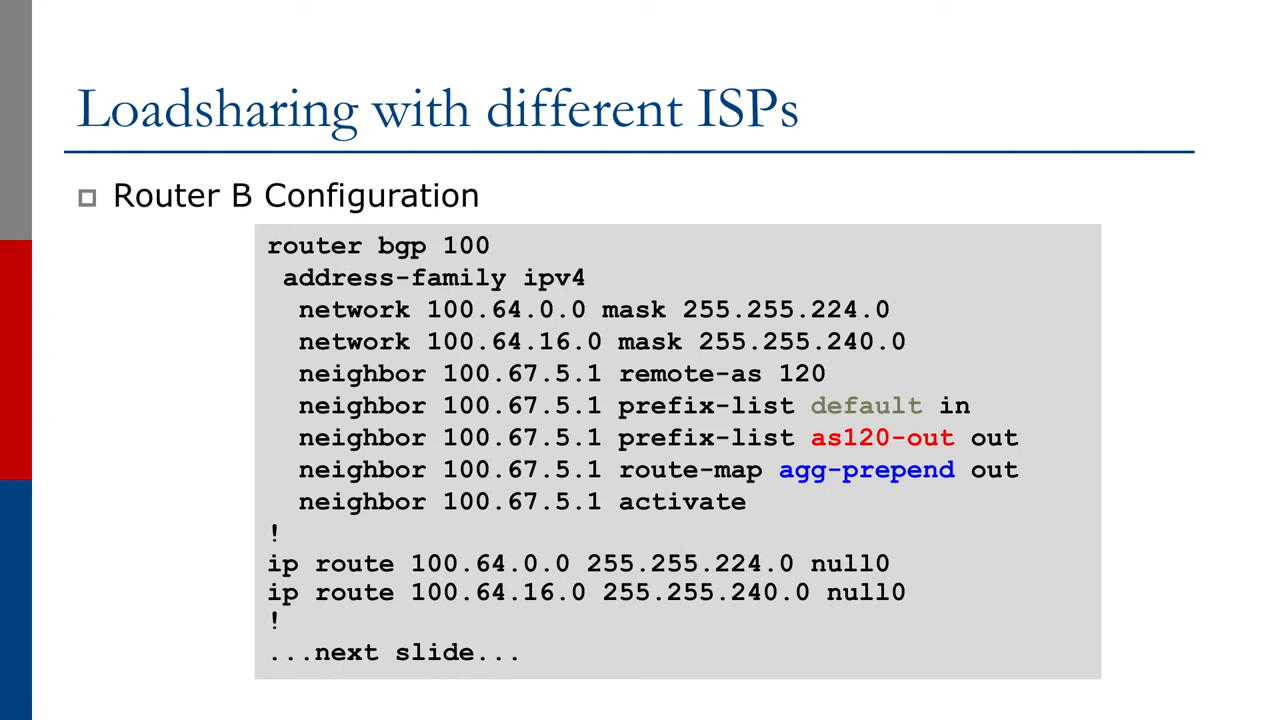 Loadsharing with different ISPs
Router B Configuration
router bgp 100
address-family ipv4
network 100.64.0.0 mask 255.255.224.0
network 100.64.16.0 mask 255.255.240.0
neighbor 100.67.5.1 remote-as 120
neighbor 100.67.5.1 prefix-list default in
neighbor 100.67.5.1 prefix-list as120-out out
neighbor 100.67.5.1 route-map agg-prepend out
neighbor 100.67.5.1 activate
!
ip route 100.64.0.0 255.255.224.0 null0
ip route 100.64.16.0 255.255.240.0 null0
!
...next slide...